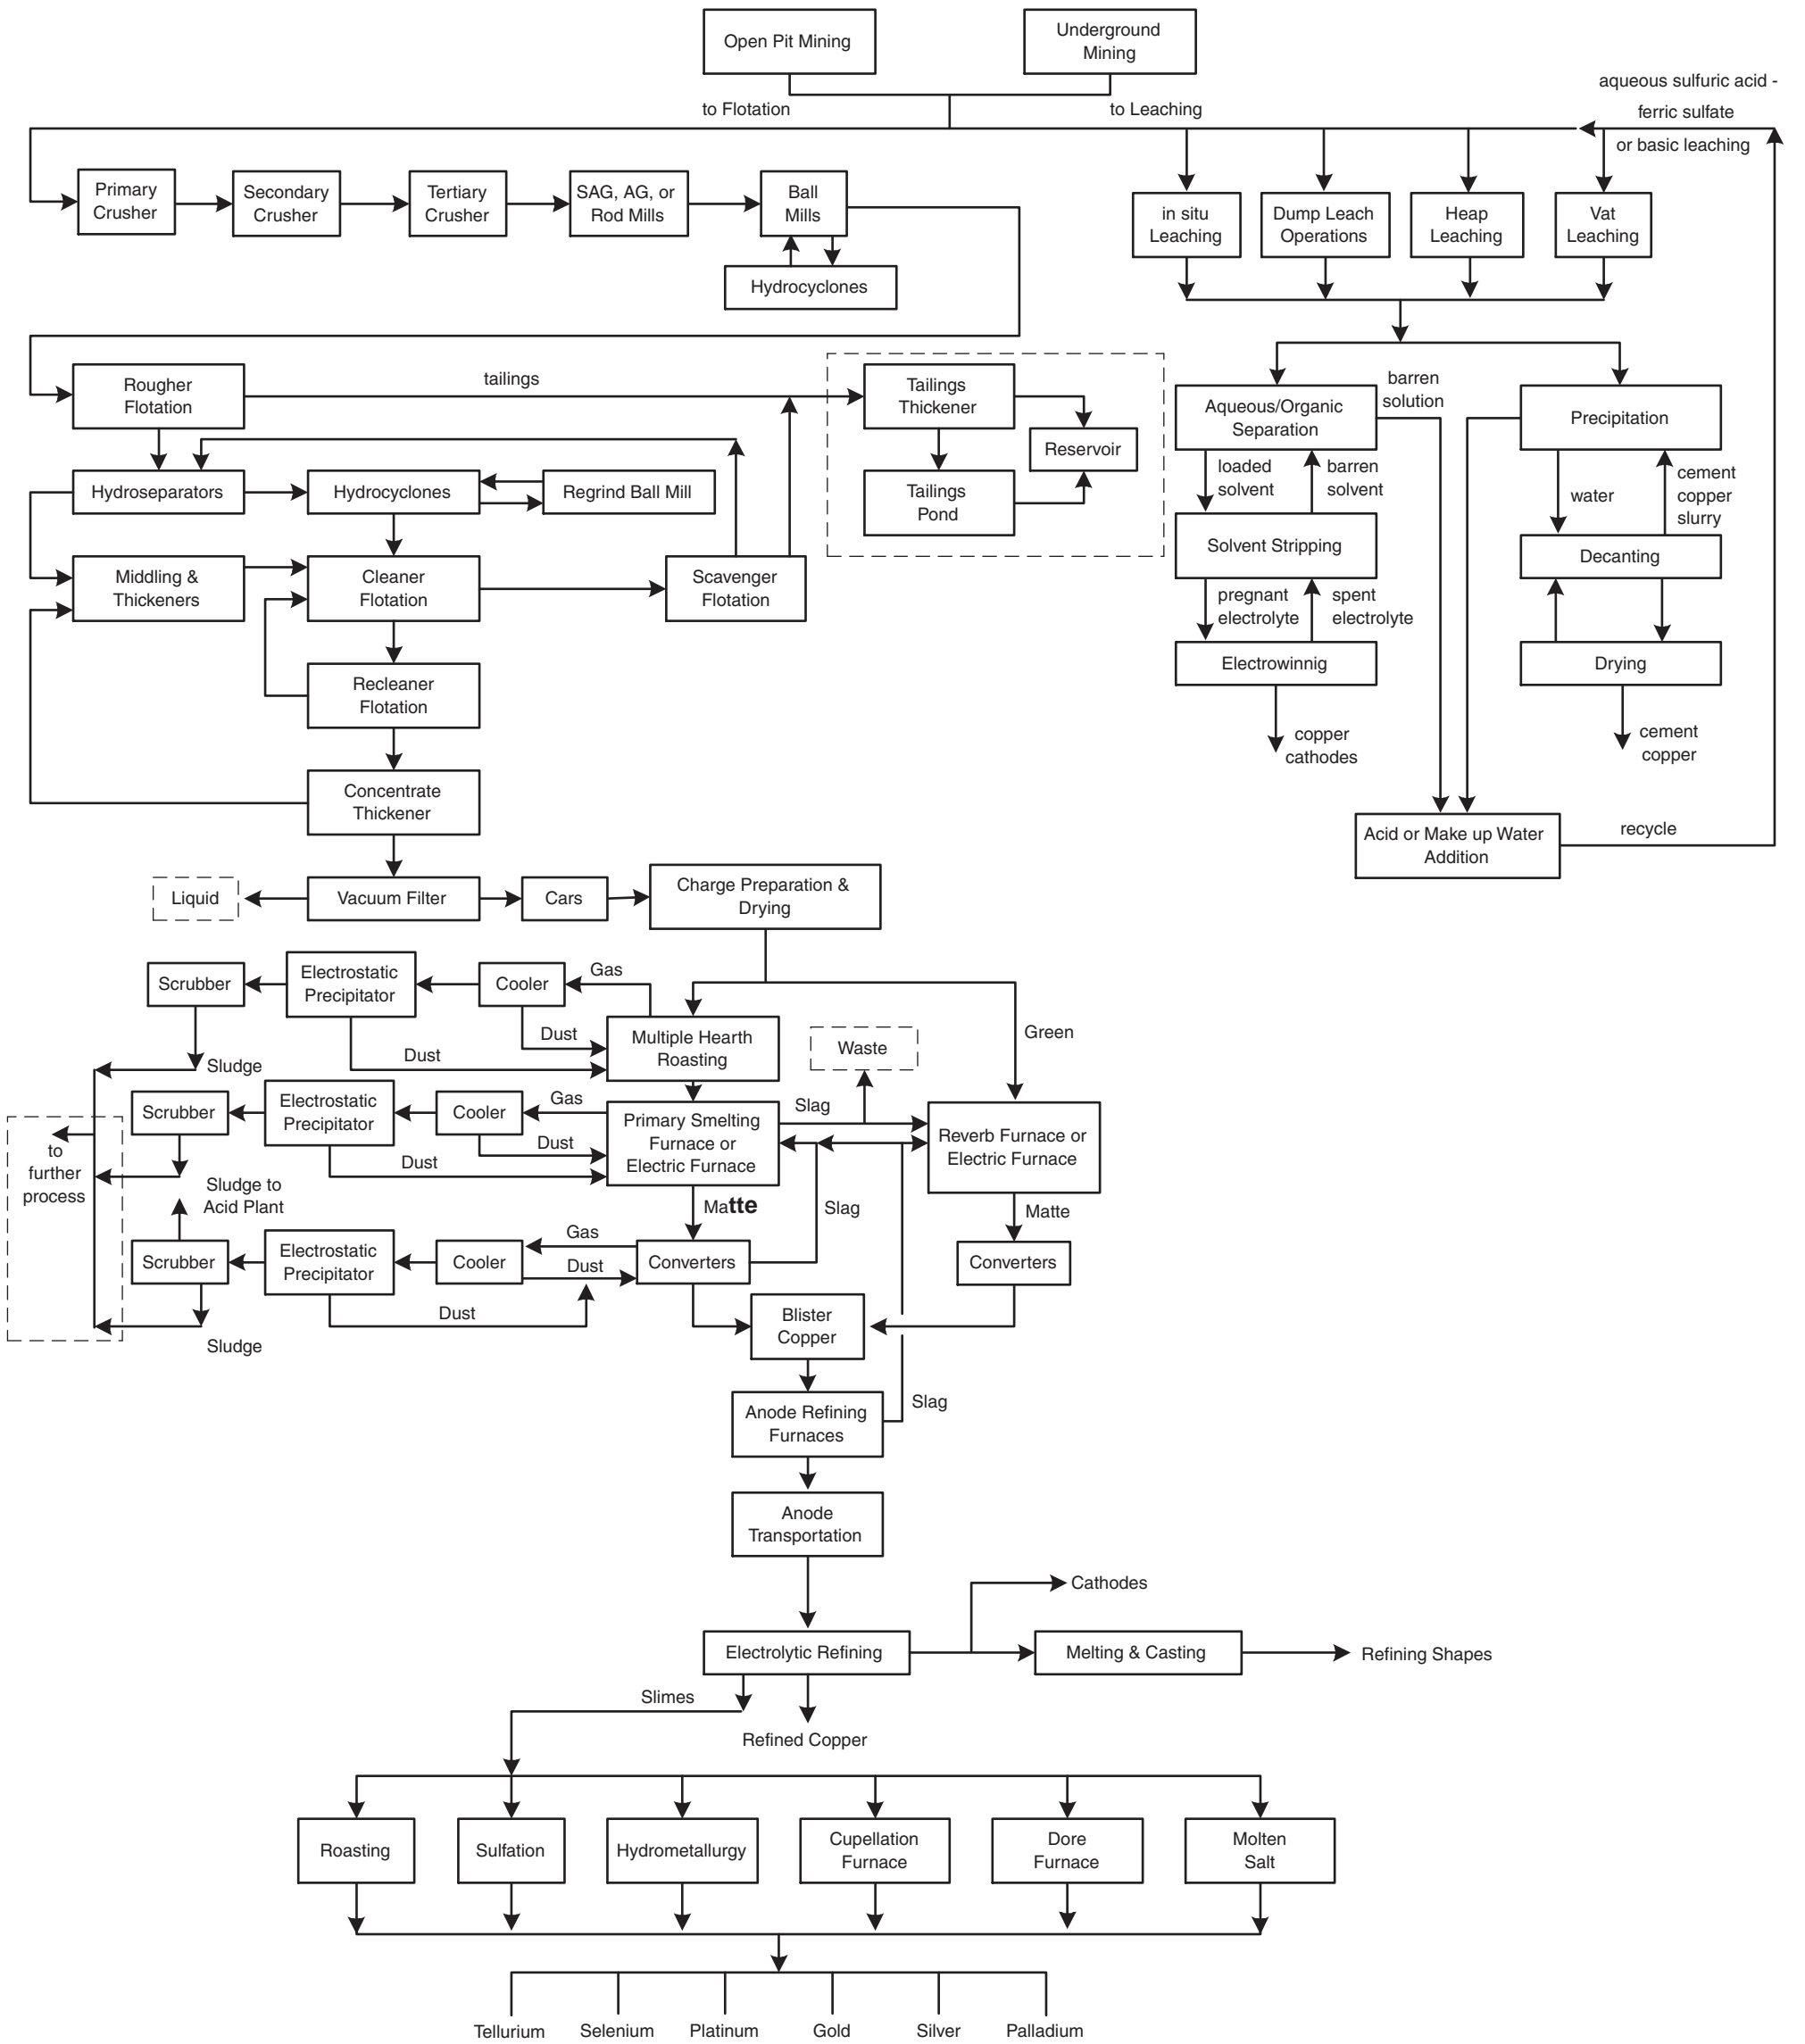 Open Pit Mining
Underground
Mining
aqueous sulfuric acid -
ferric sulfate
or basic leaching
to Flotation
to Leaching
Primary
Crusher
Secondary
Crusher
Tertiary
Crusher
SAG, AG, or
Rod Mills
Ball
Mills
Hydrocyclones
in situ
Leaching
Dump Leach
Operations
Heap
Leaching
Vat
Leaching
Rougher
Flotation
tailings
Tailings
Thickener
Reservoir
Tailings
Pond
Hydroseparators
Hydrocyclones
Regrind Ball Mill
Middling &
Thickeners
Cleaner
Flotation
Scavenger
Flotation
Recleaner
Flotation
Concentrate
Thickener
Aqueous/Organic
Separation
barren
solution
Precipitation
loaded
solvent
barren
solvent
water
cement
copper
slurry
Solvent Stripping
Decanting
pregnant
electrolyte
spent
electrolyte
Electrowinnig
Drying
copper
cathodes
cement
copper
Acid or Make up Water
Addition
recycle
Liquid
Vacuum Filter
Cars
Charge Preparation &
Drying
Scrubber
Electrostatic
Precipitator
Cooler
Gas
Dust
Dust
Sludge
Multiple Hearth
Roasting
Waste
Green
Scrubber
Electrostatic
Precipitator
Cooler
Gas
Dust
Dust
Primary Smelting
Furnace or
Electric Furnace
Slag
Reverb Furnace or
Electric Furnace
to
further
process
Sludge to
Acid Plant
Matte
Slag
Matte
Scrubber
Electrostatic
Precipitator
Cooler
Gas
Dust
Dust
Sludge
Converters
Converters
Blister
Copper
Slag
Anode Refining
Furnaces
Anode
Transportation
Cathodes
Electrolytic Refining
Melting & Casting
Refining Shapes
Slimes
Refined Copper
Roasting
Sulfation
Hydrometallurgy
Cupellation
Furnace
Dore
Furnace
Molten
Salt
Tellurium
Selenium
Platinum
Gold
Silver
Palladium